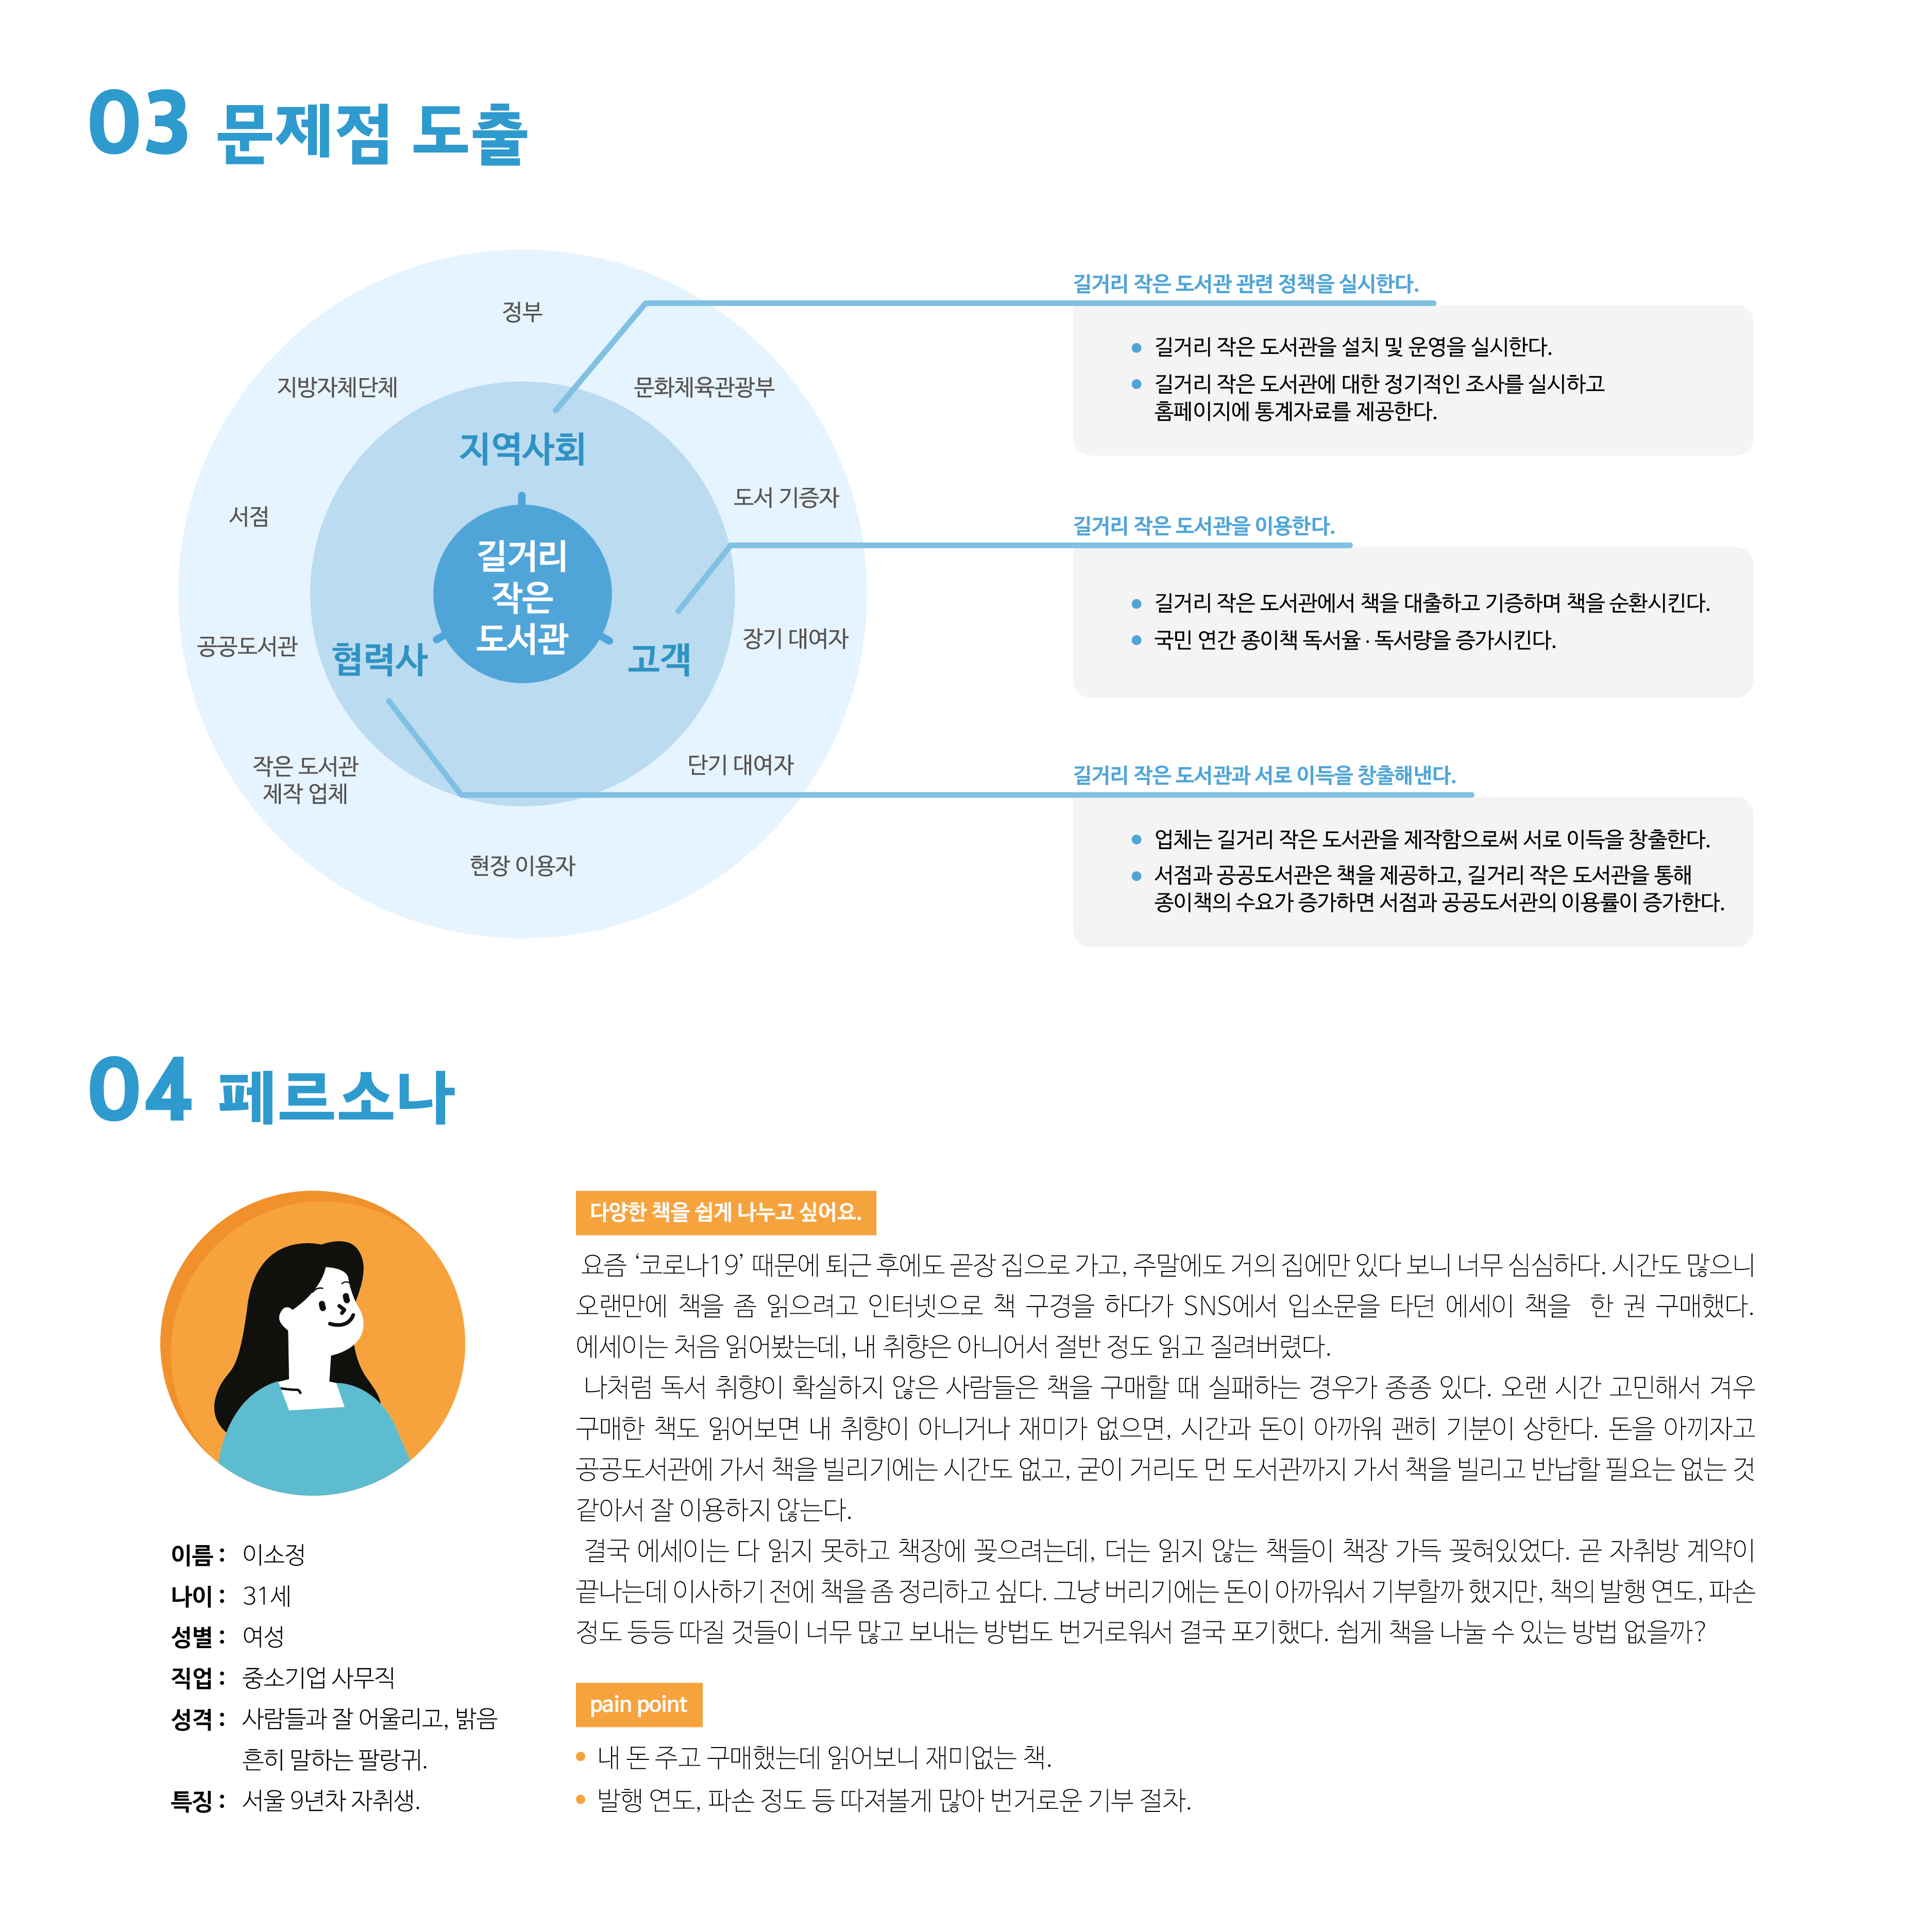 03 문제점 도출
정부
지방자체단체
문화체육관광부
지역사회
서점
도서 기증자
길거리
작은
도서관
공공도서관
협력사
고객
장기 대여자
작은 도서관
제작 업체
단기 대여자
현장 이용자
길거리 작은 도서관 관련 정책을 실시한다.
길거리 작은 도서관을 설치 및 운영을 실시한다.
길거리 작은 도서관에 대한 정기적인 조사를 실시하고
홈페이지에 통계자료를 제공한다.
길거리 작은 도서관을 이용한다.
길거리 작은 도서관에서 책을 대출하고 기증하며 책을 순환시킨다.
국민 연간 종이책 독서율 · 독서량을 증가시킨다.
길거리 작은 도서관과 서로 이득을 창출해낸다.
업체는 길거리 작은 도서관을 제작함으로써 서로 이득을 창출한다.
서점과 공공도서관은 책을 제공하고, 길거리 작은 도서관을 통해
종이책의 수요가 증가하면 서점과 공공도서관의 이용률이 증가한다.
04 페르소나
이름 : 이소정
나이 : 31세
성별 : 여성
직업 : 중소기업 사무직
성격 : 사람들과 잘 어울리고, 밝음
흔히 말하는 팔랑귀.
특징 : 서울 9년차 자취생.
다양한 책을 쉽게 나누고 싶어요.
요즘 ‘코로나19’ 때문에 퇴근 후에도 곧장 집으로 가고, 주말에도 거의 집에만 있다 보니 너무 심심하다. 시간도 많으니
오랜만에 책을 좀 읽으려고 인터넷으로 책 구경을 하다가 SNS에서 입소문을 타던 에세이 책을 한 권 구매했다.
에세이는 처음 읽어봤는데, 내 취향은 아니어서 절반 정도 읽고 질려버렸다.
나처럼 독서 취향이 확실하지 않은 사람들은 책을 구매할 때 실패하는 경우가 종종 있다. 오랜 시간 고민해서 겨우
구매한 책도 읽어보면 내 취향이 아니거나 재미가 없으면, 시간과 돈이 아까워 괜히 기분이 상한다. 돈을 아끼자고
공공도서관에 가서 책을 빌리기에는 시간도 없고, 굳이 거리도 먼 도서관까지 가서 책을 빌리고 반납할 필요는 없는 것
같아서 잘 이용하지 않는다.
결국 에세이는 다 읽지 못하고 책장에 꽂으려는데, 더는 읽지 않는 책들이 책장 가득 꽂혀있었다. 곧 자취방 계약이
끝나는데 이사하기 전에 책을 좀 정리하고 싶다. 그냥 버리기에는 돈이 아까워서 기부할까 했지만, 책의 발행 연도, 파손
정도 등등 따질 것들이 너무 많고 보내는 방법도 번거로워서 결국 포기했다. 쉽게 책을 나눌 수 있는 방법 없을까?
pain point
내 돈 주고 구매했는데 읽어보니 재미없는 책.
발행 연도, 파손 정도 등 따져볼게 많아 번거로운 기부 절차.